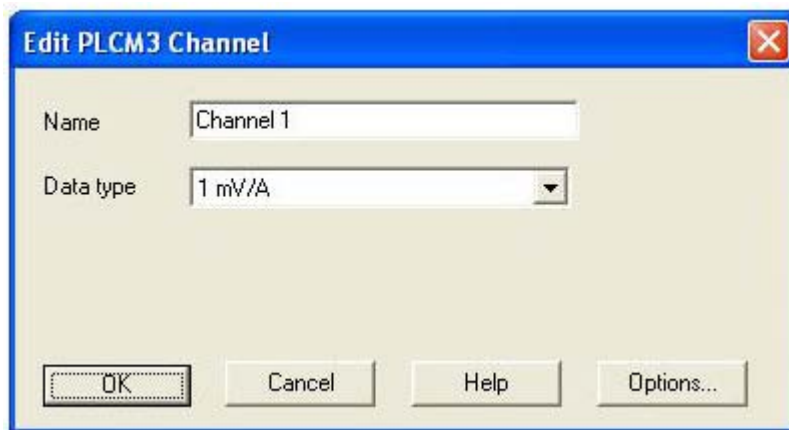 Edit PLCM3 Channel
Name Channel 1
Data type 1 mV/A
OK Cancel Help Options...